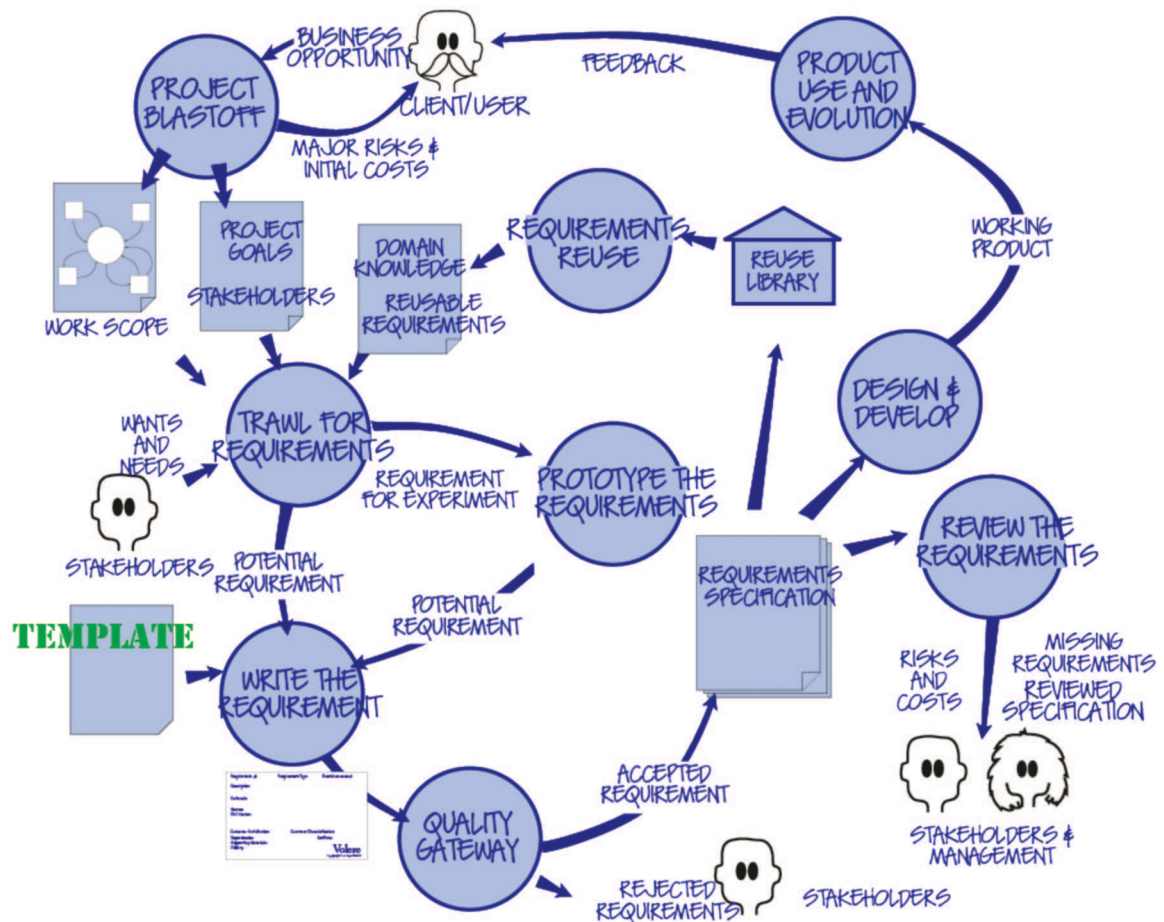 BUSINESS
OPPORTUNITY
PROJECT
BLASTOFF
CLIENT/USER
FEEDBACK
PRODUCT
USE AND
EVOLUTION
MAJOR RISKS &
INITIAL COSTS
PROJECT
GOALS
STAKEHOLDERS
WORK SCOPE
DOMAIN
KNOWLEDGE
REUSABLE
REQUIREMENTS
REQUIREMENTS
REUSE
REUSE
LIBRARY
WORKING
PRODUCT
WANTS
AND
NEEDS
TRAWL FOR
REQUIREMENTS
REQUIREMENT
FOR EXPERIMENT
PROTOTYPE THE
REQUIREMENTS
DESIGN &
DEVELOP
STAKEHOLDERS
POTENTIAL
REQUIREMENT
POTENTIAL
REQUIREMENT
REQUIREMENTS
SPECIFICATION
REVIEW THE
REQUIREMENTS
TEMPLATE
WRITE THE
REQUIREMENT
RISKS
AND
COSTS
MISSING
REQUIREMENTS
REVIEWED
SPECIFICATION
Description
Volere
QUALITY
GATEWAY
ACCEPTED
REQUIREMENT
STAKEHOLDERS &
MANAGEMENT
REJECTED
REQUIREMENTS
STAKEHOLDERS